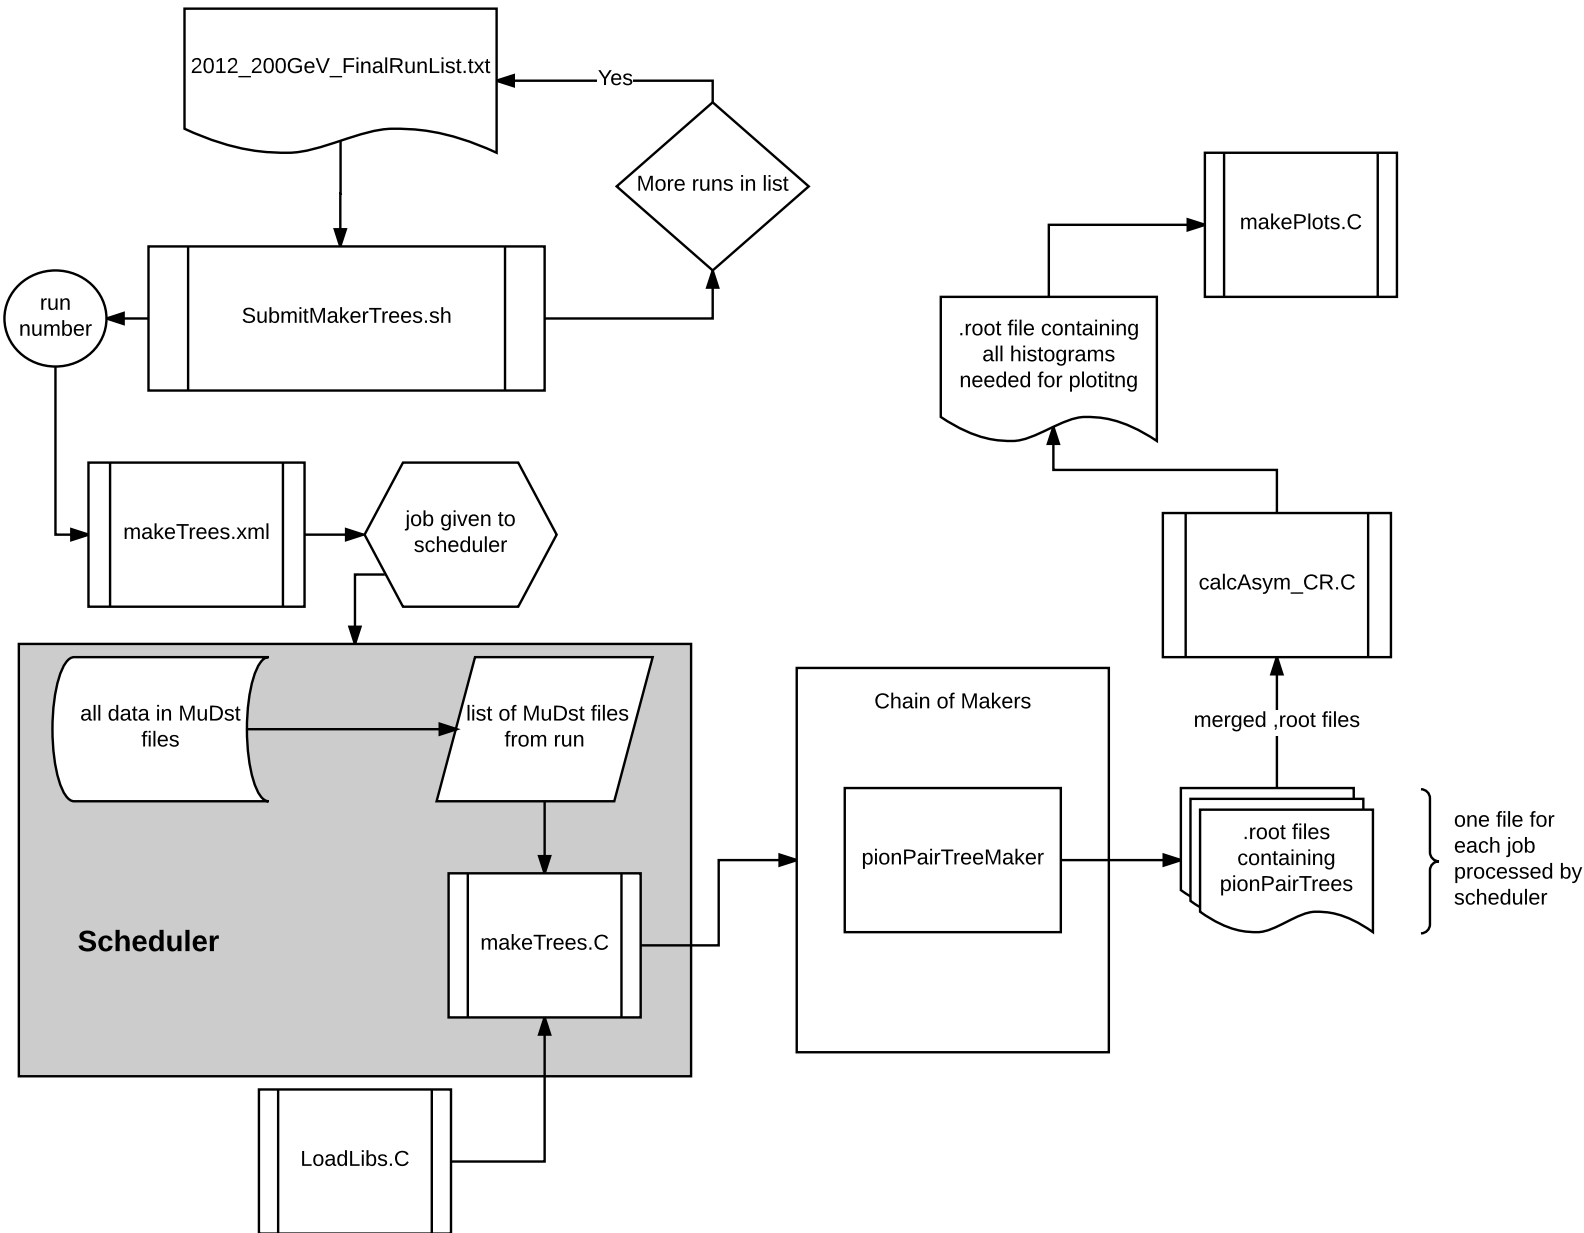 2012_200GeV_FinalRunList.txt
Yes
More runs in list
SubmitMakerTrees.sh
run
number
makeTrees.xml
job given to
scheduler
all data in MuDst
files
list of MuDst files
from run
Scheduler
makeTrees.C
LoadLibs.C
Chain of Makers
pionPairTreeMaker
.root files
containing
pionPairTrees
one file for
each job
processed by
scheduler
merged ,root files
calcAsym_CR.C
.root file containing
all histograms
needed for plotitng
makePlots.C